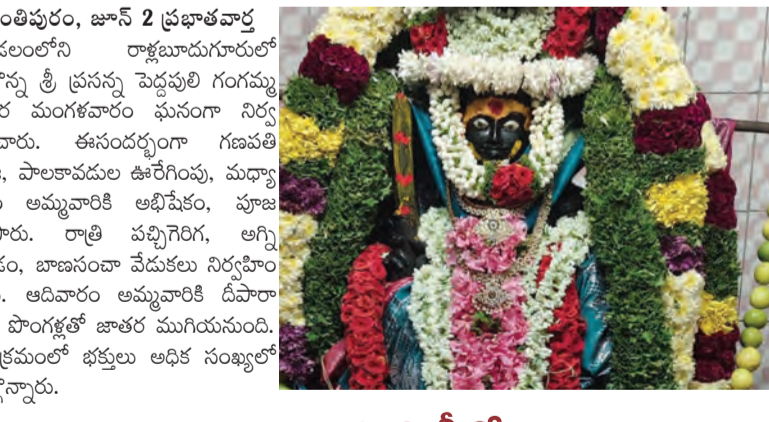 తిపురం, జూన్ 2 ప్రభాతవార్త
డలంలోని రాళ్లబూదుగూరులో
న్న శ్రీ ప్రసన్న పెద్దపులి గంగమ్మ
ర మంగళవారం ఘనంగా నిర్వ
చారు. ఈసందర్భంగా గణపతి
, పాలకావడుల ఊరేగింపు, మధ్యా
అమ్మవారికి అభిషేకం, పూజ
రు. రాత్రి పచ్చిగెరిగ, అగ్ని
డం, బాణసంచా వేడుకలు నిర్వహిం
. ఆదివారం అమ్మవారికి దీపారా
పొంగళ్లతో జాతర ముగియనుంది.
క్రమంలో భక్తులు అధిక సంఖ్యలో
న్నారు.